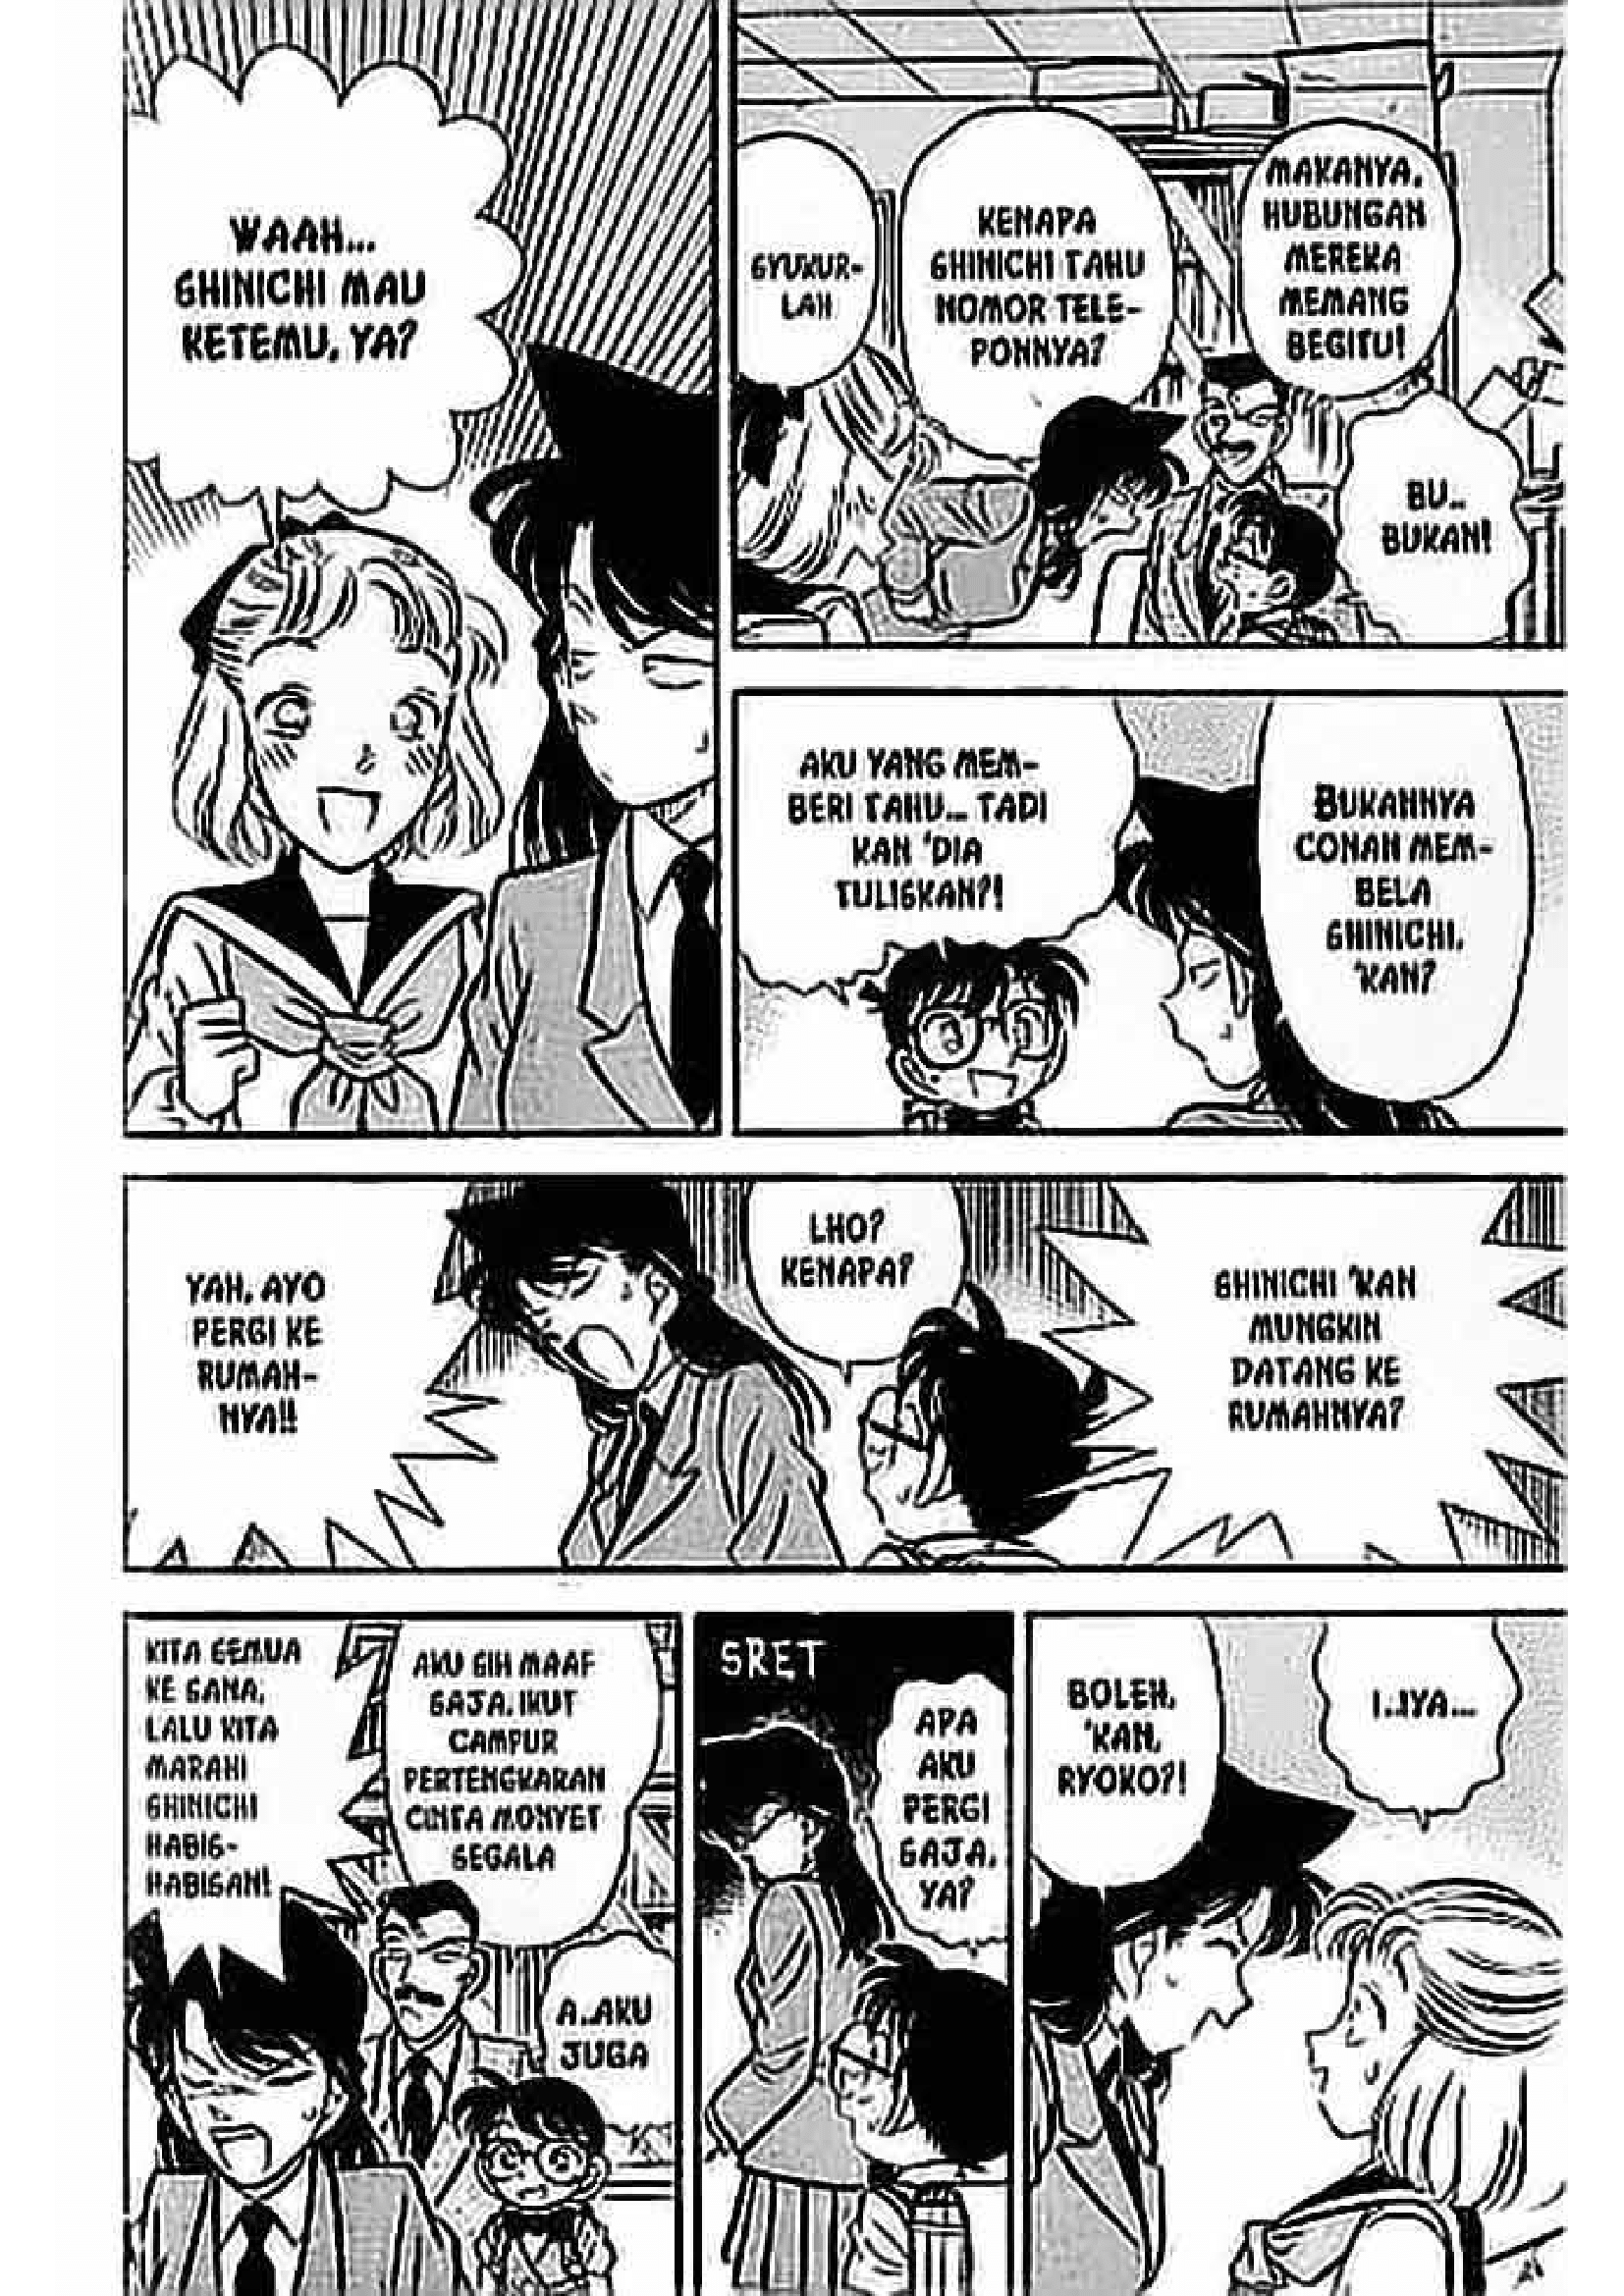 MAKANYA,
HUBUNGAN
MEREKA
MEMANG
BEGITU!
BU..
BUKAN!
KENAPA
SHINICHI TAHU
NOMOR TELE-
PONNYA?
SYUKUR-
LAH
BUKANNYA
CONAN MEM-
BELA
SHINICHI,
'KAN?
AKU YANG MEM-
BERI TAHU... TADI
KAN 'DIA
TULISKAN?!
WAAH...
SHINICHI MAU
KETEMU, YA?
SHINICHI 'KAN
MUNGKIN
DATANG KE
RUMAHNYA?
LHO?
KENAPA?
YAH, AYO
PERGI KE
RUMAH-
NYA!!
I..IYA...
BOLEH,
'KAN,
RYOKO?!
SRET
APA
AKU
PERGI
SAJA,
YA?
AKU SIH MAAF
SAJA, IKUT
CAMPUR
PERTENGKARAN
CINTA MONYET
SEGALA
A..AKU
JUGA
KITA SEMUA
KE SANA,
LALU KITA
MARAHI
SHINICHI
HABIS-
HABISAN!